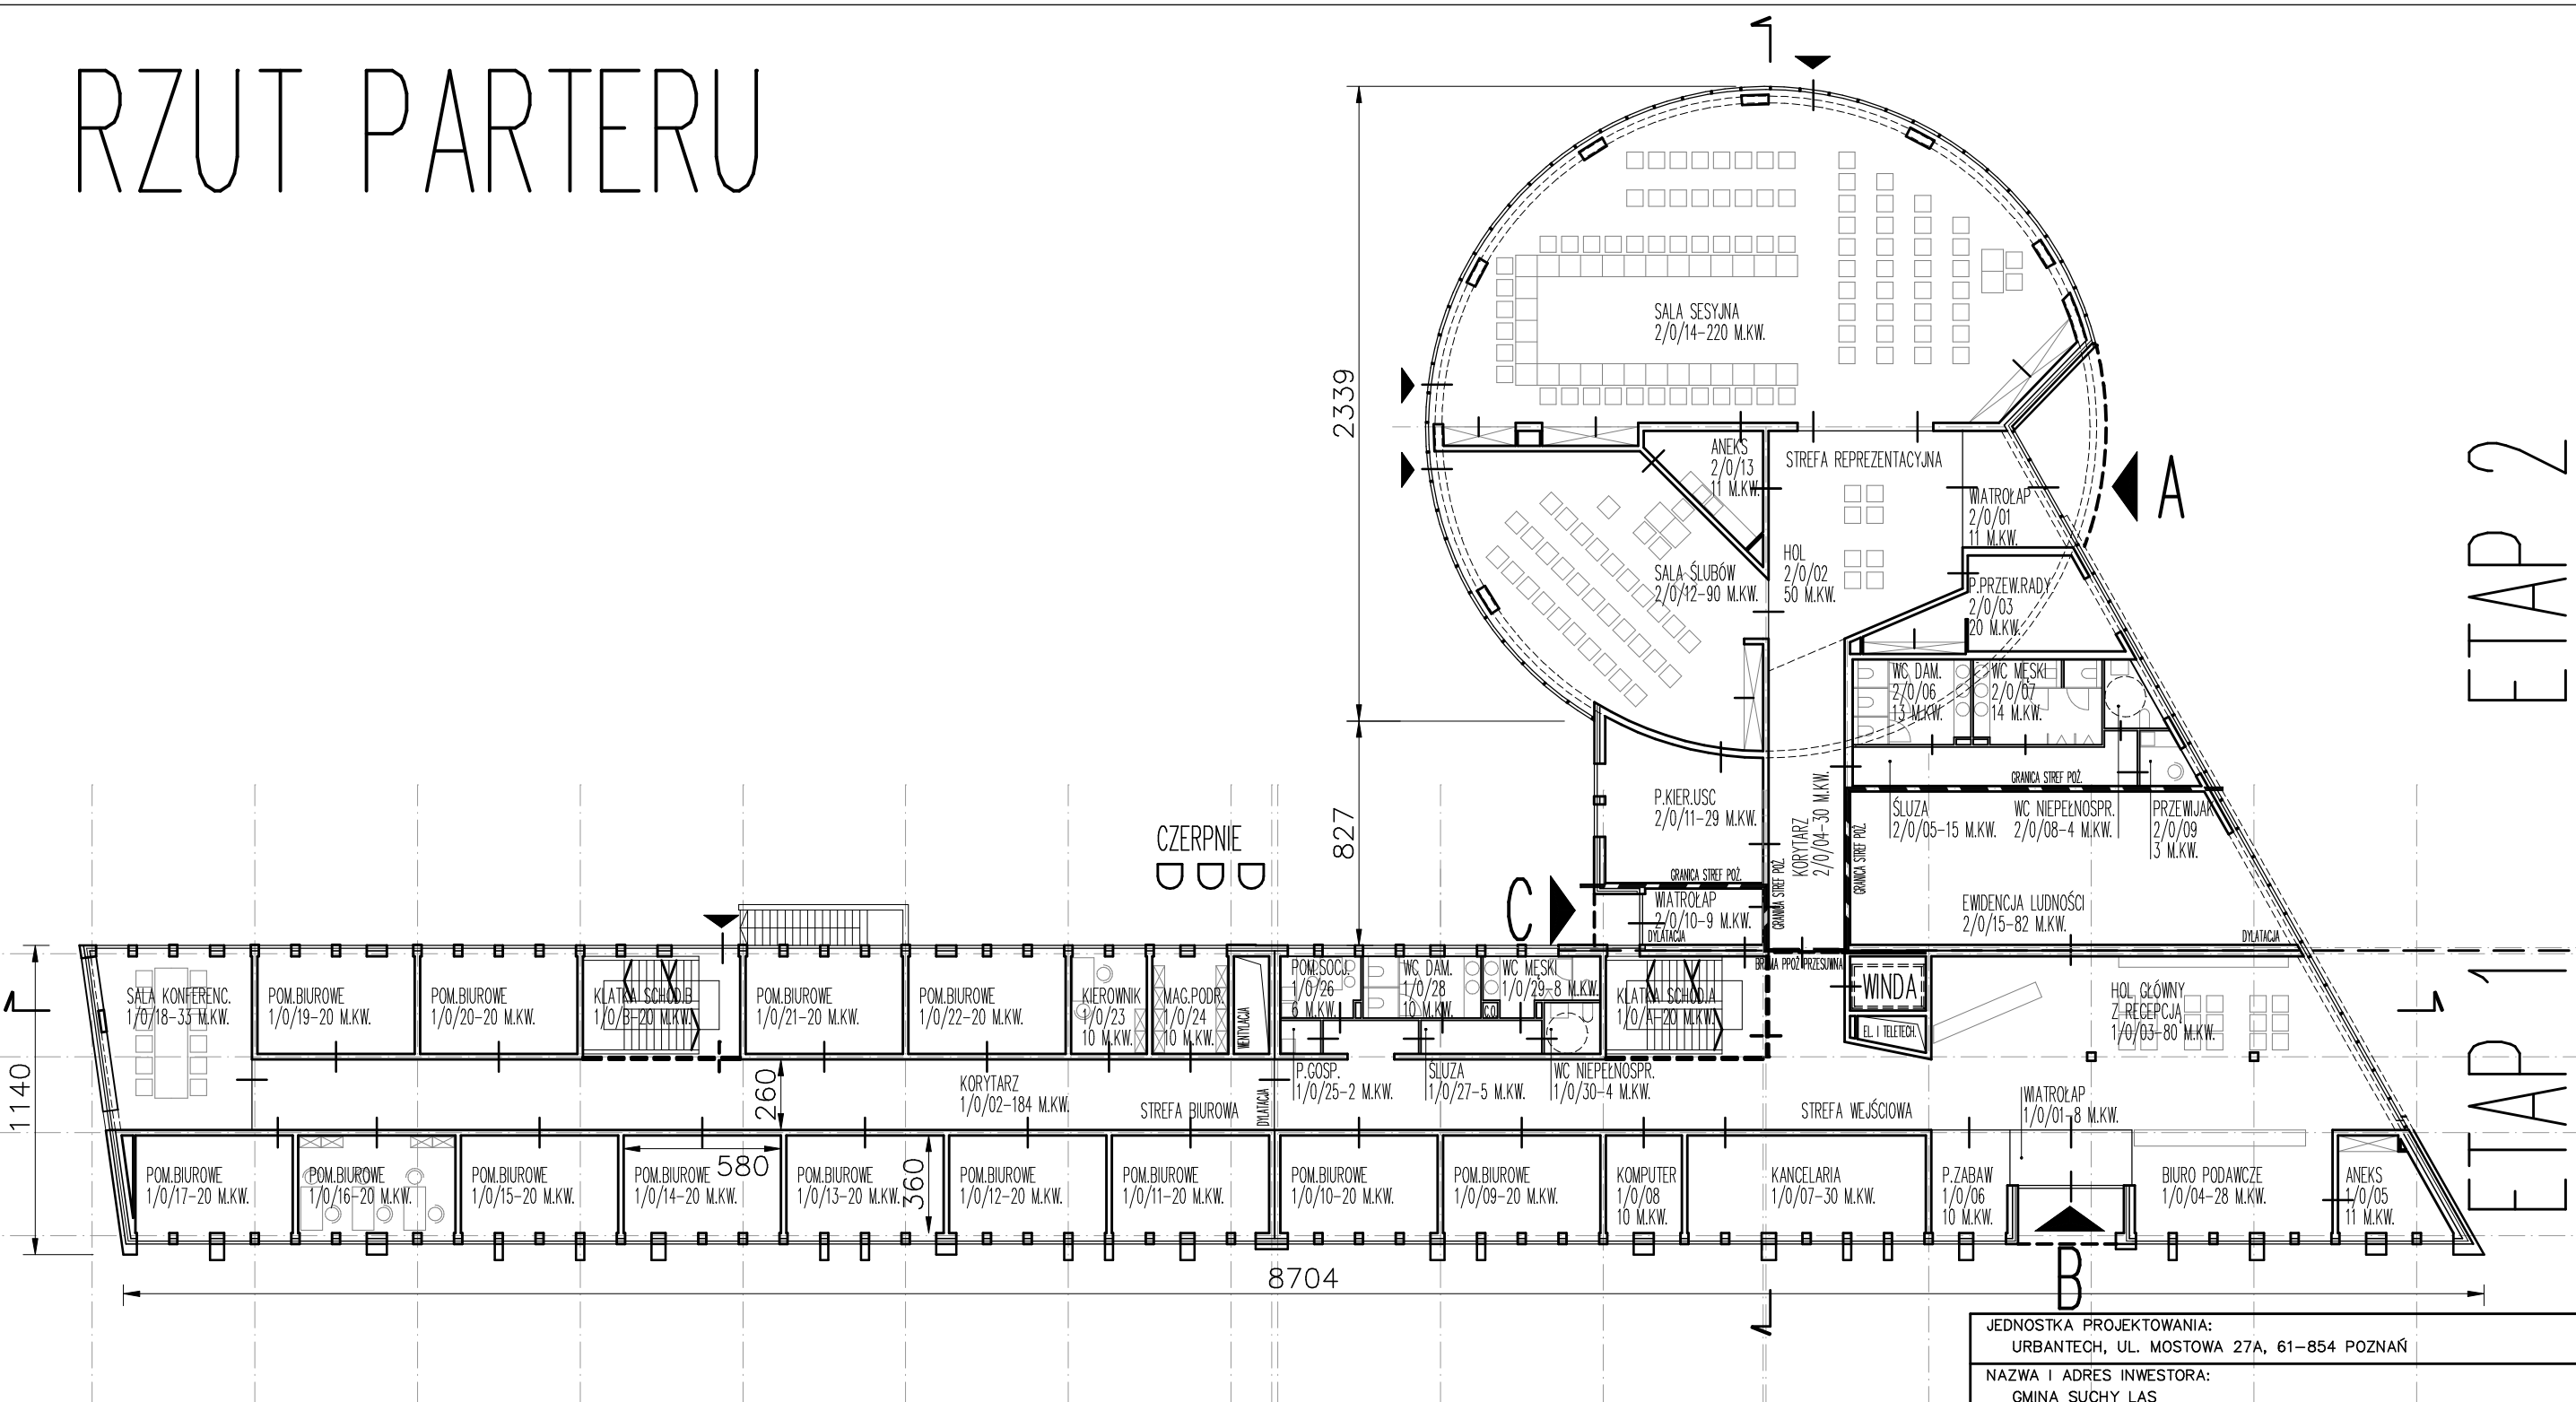 RZUT PARTERU
1
2339
SALA SESYJNA
2/0/14-220 M.KW.
ANEKS
2/0/13
11 M.KW.
STREFA REPREZENTACYJNA
WIATROŁAP
2/0/01
11 M.KW.
A
ETAP 2
HOL
2/0/02
50 M.KW.
SALA ŚLUBÓW
2/0/12-90 M.KW.
P.PRZEW.RADY
2/0/03
20 M.KW.
WC DAM.
2/0/06
13 M.KW.
WC MĘSKI
2/0/07
14 M.KW.
GRANICA STREF POŻ.
827
P.KIER.USC
2/0/11-29 M.KW.
KORYTARZ
2/0/04-30 M.KW.
ŚLUZA
2/0/05-15 M.KW.
WC NIEPEŁNOSPR.
2/0/08-4 M.KW.
PRZEWIJAK
2/0/09
3 M.KW.
GRANICA STREF POŻ.
GRANICA STREF POŻ.
GRANICA STREF POŻ.
CZERPNIE
C
WIATROŁAP
2/0/10-9 M.KW.
DYLATACJA
EWIDENCJA LUDNOŚCI
2/0/15-82 M.KW.
DYLATACJA
BRAMA PPOŻ PRZESUWNA
1
SALA KONFERENC.
1/0/18-33 M.KW.
POM.BIUROWE
1/0/19-20 M.KW.
POM.BIUROWE
1/0/20-20 M.KW.
KLATKA SCHOD.B
1/0/B-20 M.KW.
POM.BIUROWE
1/0/21-20 M.KW.
POM.BIUROWE
1/0/22-20 M.KW.
KIEROWNIK
1/0/23
10 M.KW.
MAG.PODR.
1/0/24
10 M.KW.
WENTYLACJA
POM.SOCJ.
1/0/26
6 M.KW.
WC DAM.
1/0/28
10 M.KW.
C.O.
WC MĘSKI
1/0/29-8 M.KW.
KLATKA SCHOD.A
1/0/A-20 M.KW.
WINDA
EL. I TELETECH.
HOL GŁÓWNY
Z RECEPCJĄ
1/0/03-80 M.KW.
1
ETAP 1
1140
260
KORYTARZ
1/0/02-184 M.KW.
STREFA BIUROWA
DYLATACJA
P.GOSP.
1/0/25-2 M.KW.
ŚLUZA
1/0/27-5 M.KW.
WC NIEPEŁNOSPR.
1/0/30-4 M.KW.
STREFA WEJŚCIOWA
WIATROŁAP
1/0/01-8 M.KW.
POM.BIUROWE
1/0/17-20 M.KW.
POM.BIUROWE
1/0/16-20 M.KW.
POM.BIUROWE
1/0/15-20 M.KW.
POM.BIUROWE
1/0/14-20 M.KW.
580
POM.BIUROWE
1/0/13-20 M.KW.
360
POM.BIUROWE
1/0/12-20 M.KW.
POM.BIUROWE
1/0/11-20 M.KW.
POM.BIUROWE
1/0/10-20 M.KW.
POM.BIUROWE
1/0/09-20 M.KW.
KOMPUTER
1/0/08
10 M.KW.
KANCELARIA
1/0/07-30 M.KW.
P.ZABAW
1/0/06
10 M.KW.
BIURO PODAWCZE
1/0/04-28 M.KW.
ANEKS
1/0/05
11 M.KW.
8704
B
1
JEDNOSTKA PROJEKTOWANIA:
URBANTECH, UL. MOSTOWA 27A, 61-854 POZNAŃ
NAZWA I ADRES INWESTORA:
GMINA SUCHY LAS